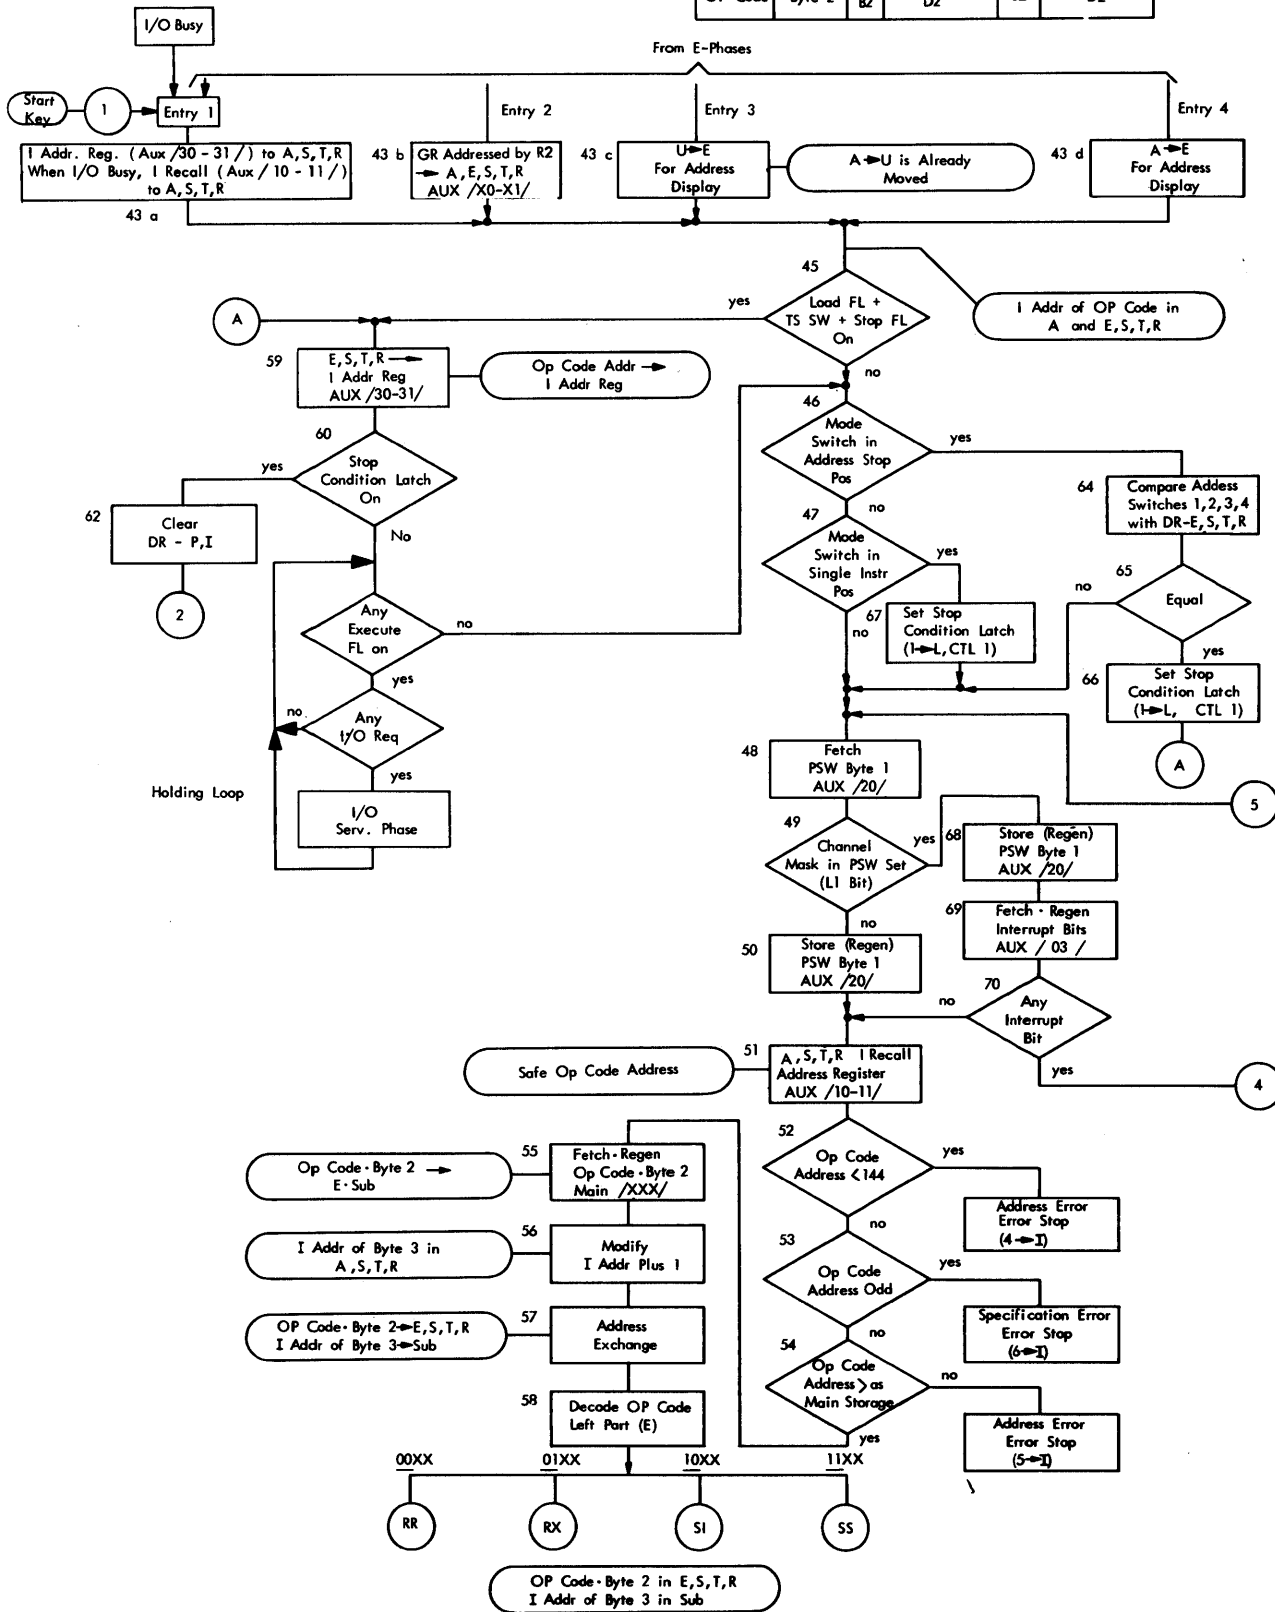 OP Code Byte 2 B2 D2 D2
I/O Busy
From E-Phases
Start
Key
1
Entry 1
Entry 2
Entry 3
Entry 4
I Addr. Reg. (Aux /30 - 31/) to A,S,T,R
When I/O Busy, I Recall (Aux / 10 - 11/)
to A,S,T,R
43 a
43 b
GR Addressed by R2
→ A,E,S,T,R
AUX /X0-X1/
43 c
U→E
For Address
Display
A→U is Already
Moved
43 d
A→E
For Address
Display
45
Load FL +
TS SW + Stop FL
On
yes
no
I Addr of OP Code in
A and E,S,T,R
A
59
E,S,T,R →
I Addr Reg
AUX /30-31/
Op Code Addr →
I Addr Reg
60
Stop
Condition Latch
On
yes
No
62
Clear
DR - P,I
2
Any
Execute
FL on
no
yes
Any
I/O Req
no
yes
I/O
Serv. Phase
Holding Loop
46
Mode
Switch in
Address Stop
Pos
yes
no
64
Compare Addess
Switches 1,2,3,4
with DR-E,S,T,R
47
Mode
Switch in
Single Instr
Pos
yes
no
65
Equal
no
yes
67
Set Stop
Condition Latch
(1→L,CTL 1)
66
Set Stop
Condition Latch
(1→L, CTL 1)
A
48
Fetch
PSW Byte 1
AUX /20/
5
49
Channel
Mask in PSW Set
(L1 Bit)
yes
no
68
Store (Regen)
PSW Byte 1
AUX /20/
69
Fetch · Regen
Interrupt Bits
AUX / 03 /
50
Store (Regen)
PSW Byte 1
AUX /20/
70
Any
Interrupt
Bit
no
yes
4
51
A,S,T,R I Recall
Address Register
AUX /10-11/
Safe Op Code Address
52
Op Code
Address < 144
yes
no
Address Error
Error Stop
(4→I)
53
Op Code
Address Odd
yes
no
Specification Error
Error Stop
(6→I)
54
Op Code
Address > as
Main Storage
no
yes
Address Error
Error Stop
(5→I)
55
Fetch·Regen
Op Code·Byte 2
Main /XXX/
Op Code·Byte 2 →
E·Sub
56
Modify
I Addr Plus 1
I Addr of Byte 3 in
A,S,T,R
57
Address
Exchange
OP Code·Byte 2→E,S,T,R
I Addr of Byte 3→Sub
58
Decode OP Code
Left Part (E)
00XX
01XX
10XX
11XX
RR
RX
SI
SS
OP Code·Byte 2 in E,S,T,R
I Addr of Byte 3 in Sub